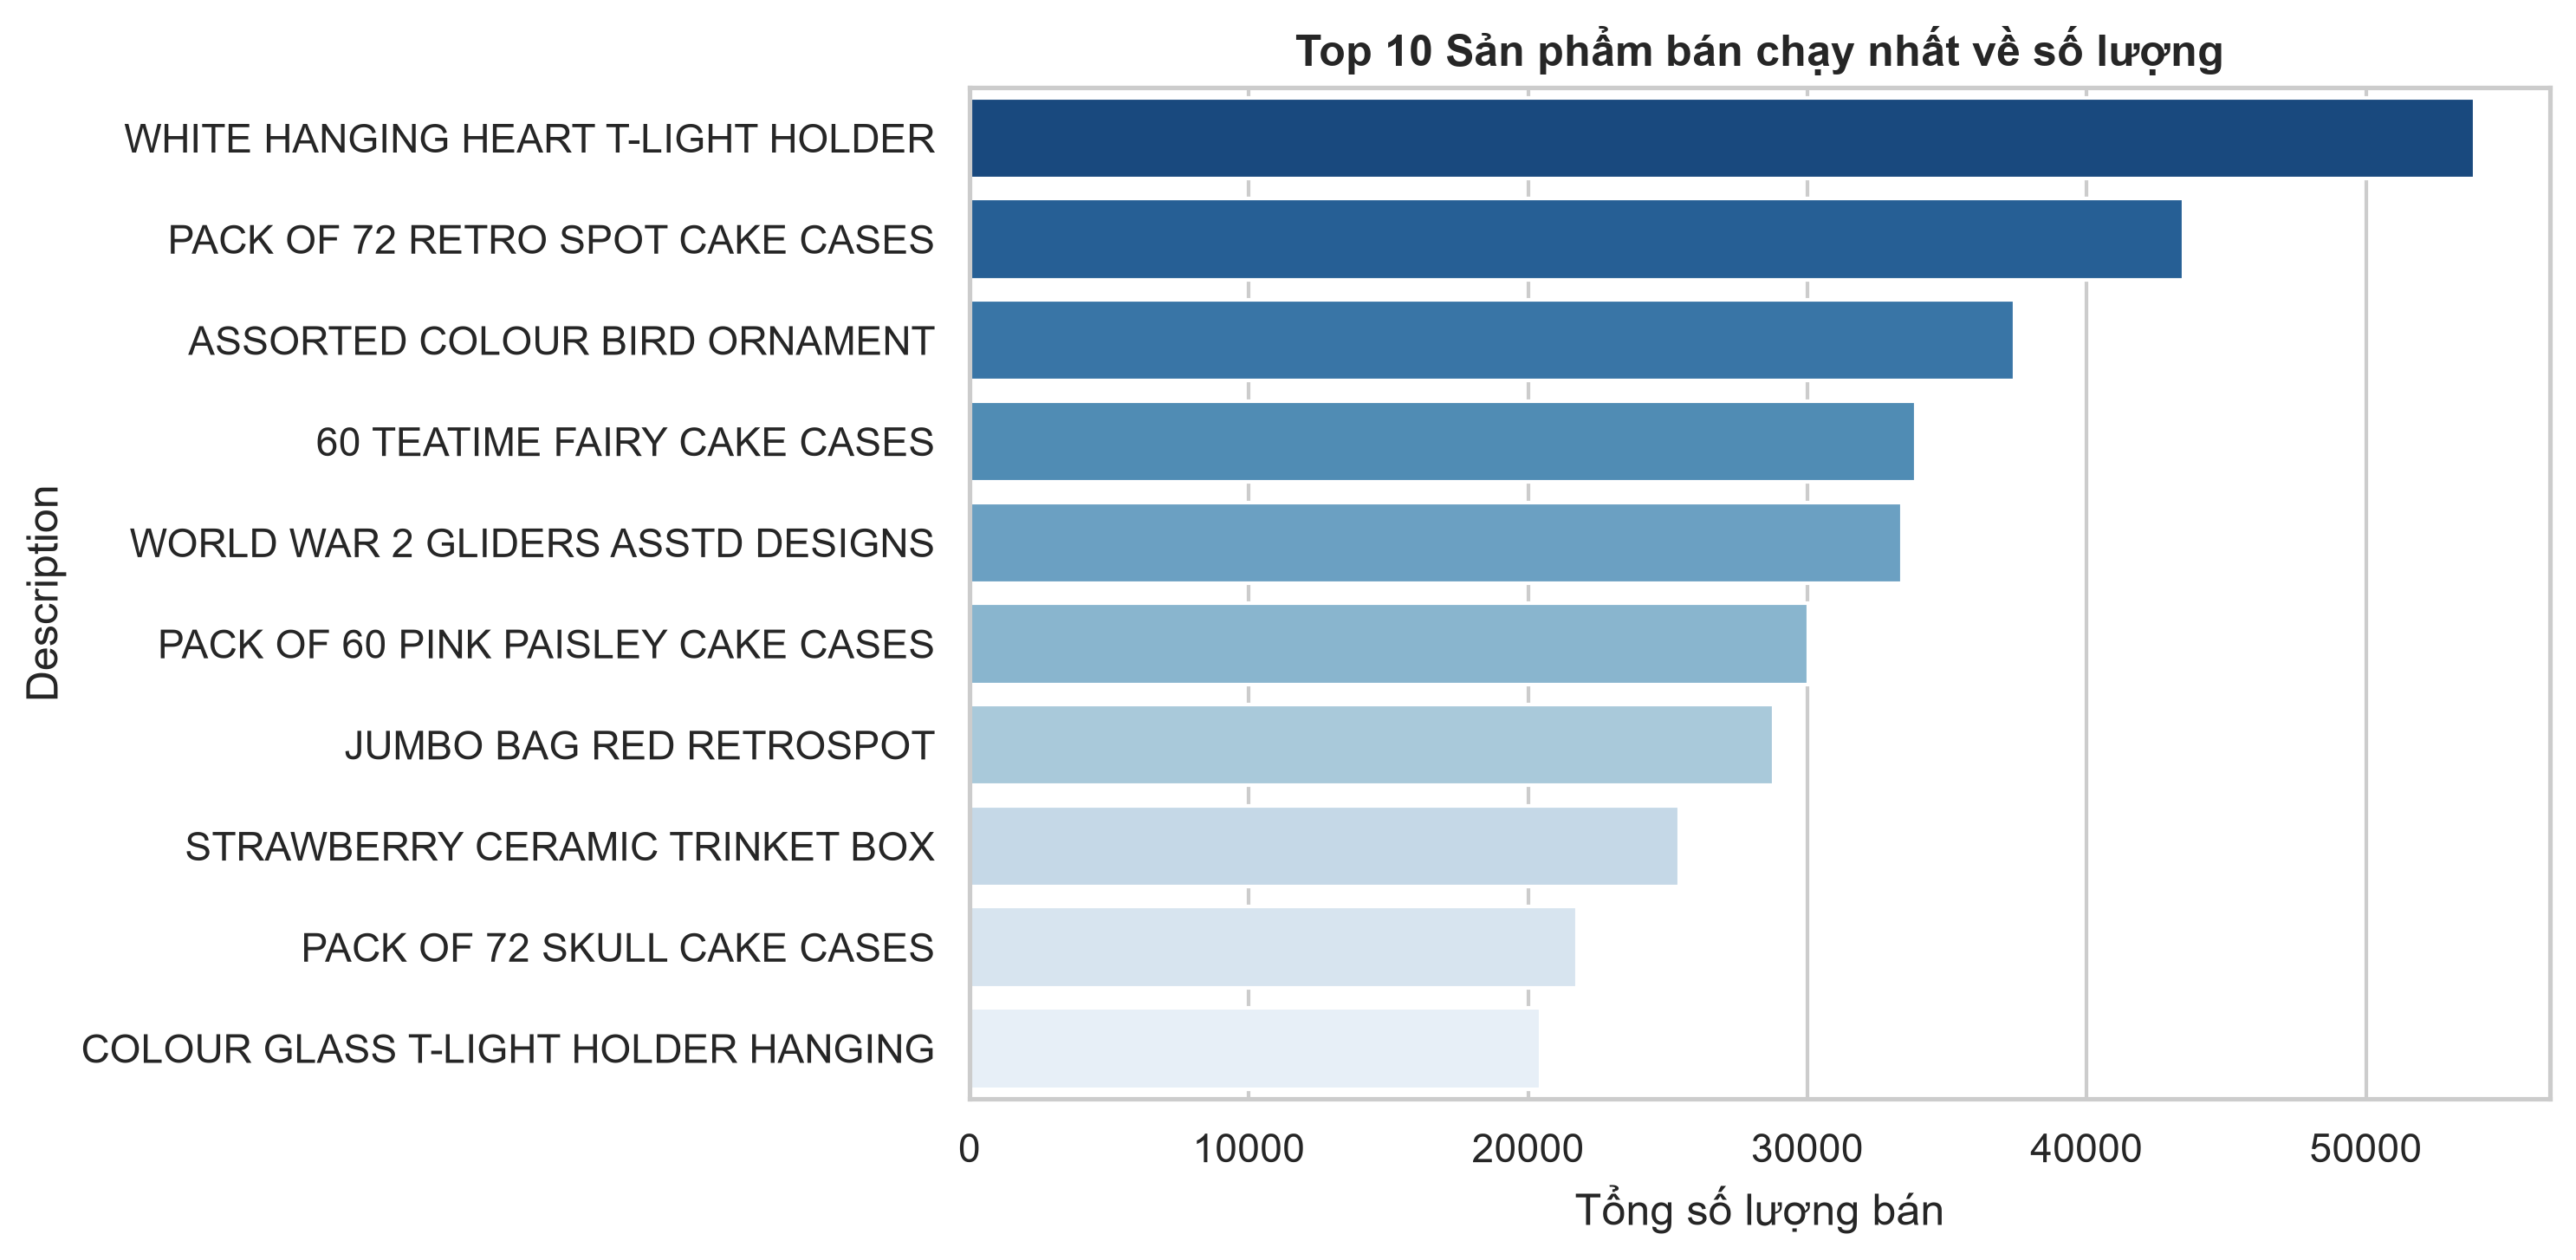 Top 10 Sản phẩm bán chạy nhất về số lượng
WHITE HANGING HEART T-LIGHT HOLDER
PACK OF 72 RETRO SPOT CAKE CASES
ASSORTED COLOUR BIRD ORNAMENT
60 TEATIME FAIRY CAKE CASES
WORLD WAR 2 GLIDERS ASSTD DESIGNS
PACK OF 60 PINK PAISLEY CAKE CASES
JUMBO BAG RED RETROSPOT
STRAWBERRY CERAMIC TRINKET BOX
PACK OF 72 SKULL CAKE CASES
COLOUR GLASS T-LIGHT HOLDER HANGING
Description
0 10000 20000 30000 40000 50000
Tổng số lượng bán